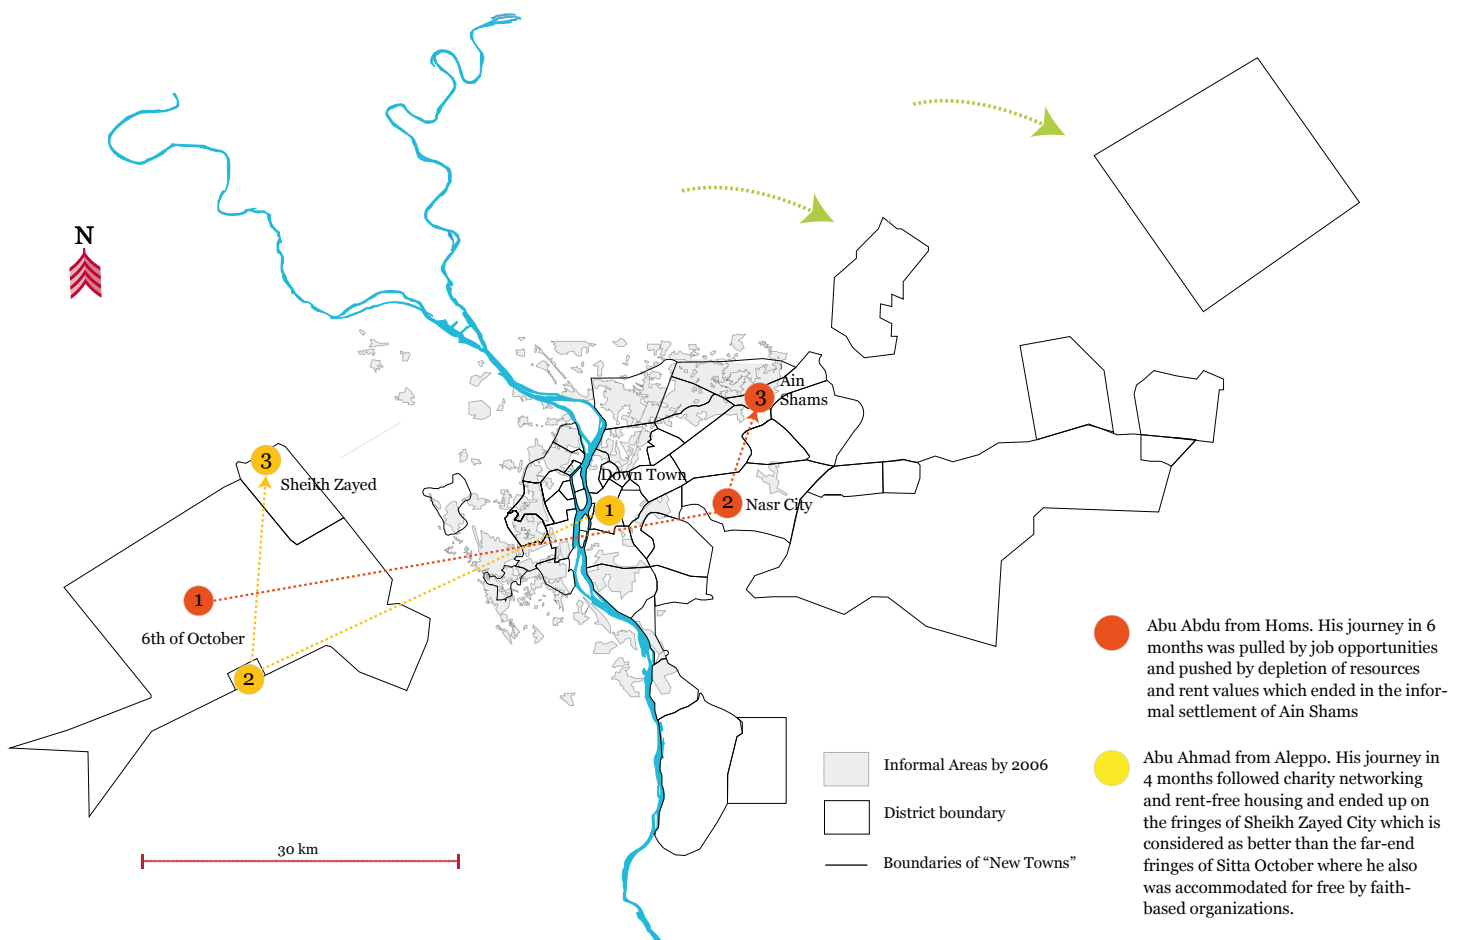 N
3
Ain
Shams
3
Sheikh Zayed
Down Town
1
2
Nasr City
1
6th of October
2
Abu Abdu from Homs. His journey in 6
months was pulled by job opportunities
and pushed by depletion of resources
and rent values which ended in the infor-
mal settlement of Ain Shams
Informal Areas by 2006
District boundary
Boundaries of “New Towns”
Abu Ahmad from Aleppo. His journey in
4 months followed charity networking
and rent-free housing and ended up on
the fringes of Sheikh Zayed City which is
considered as better than the far-end
fringes of Sitta October where he also
was accommodated for free by faith-
based organizations.
30 km